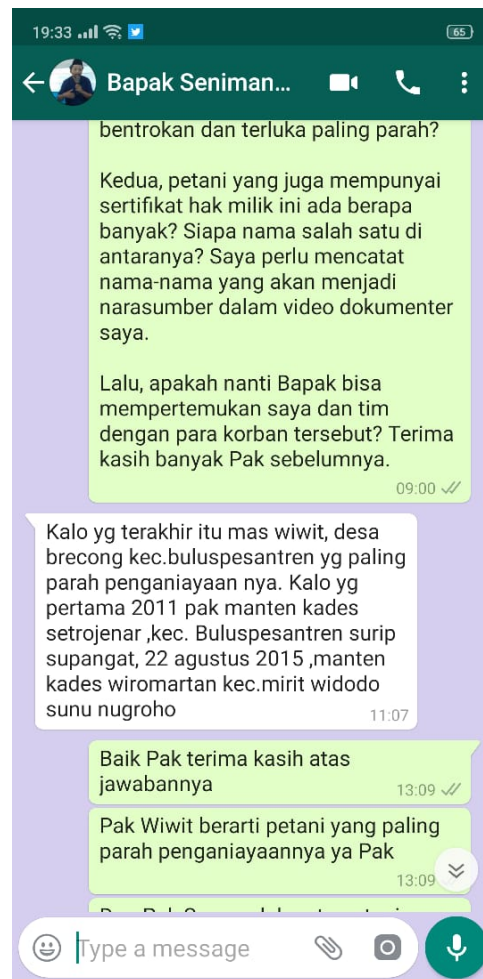 19:33
65
Bapak Seniman...
bentrokan dan terluka paling parah?
Kedua, petani yang juga mempunyai
sertifikat hak milik ini ada berapa
banyak? Siapa nama salah satu di
antaranya? Saya perlu mencatat
nama-nama yang akan menjadi
narasumber dalam video dokumenter
saya.
Lalu, apakah nanti Bapak bisa
mempertemukan saya dan tim
dengan para korban tersebut? Terima
kasih banyak Pak sebelumnya.
09:00
Kalo yg terakhir itu mas wiwit, desa
brecong kec.buluspesantren yg paling
parah penganiayaan nya. Kalo yg
pertama 2011 pak manten kades
setrojenar ,kec. Buluspesantren surip
supangat, 22 agustus 2015 ,manten
kades wiromartan kec.mirit widodo
sunu nugroho
11:07
Baik Pak terima kasih atas
jawabannya
13:09
Pak Wiwit berarti petani yang paling
parah penganiayaannya ya Pak
13:09
Type a message